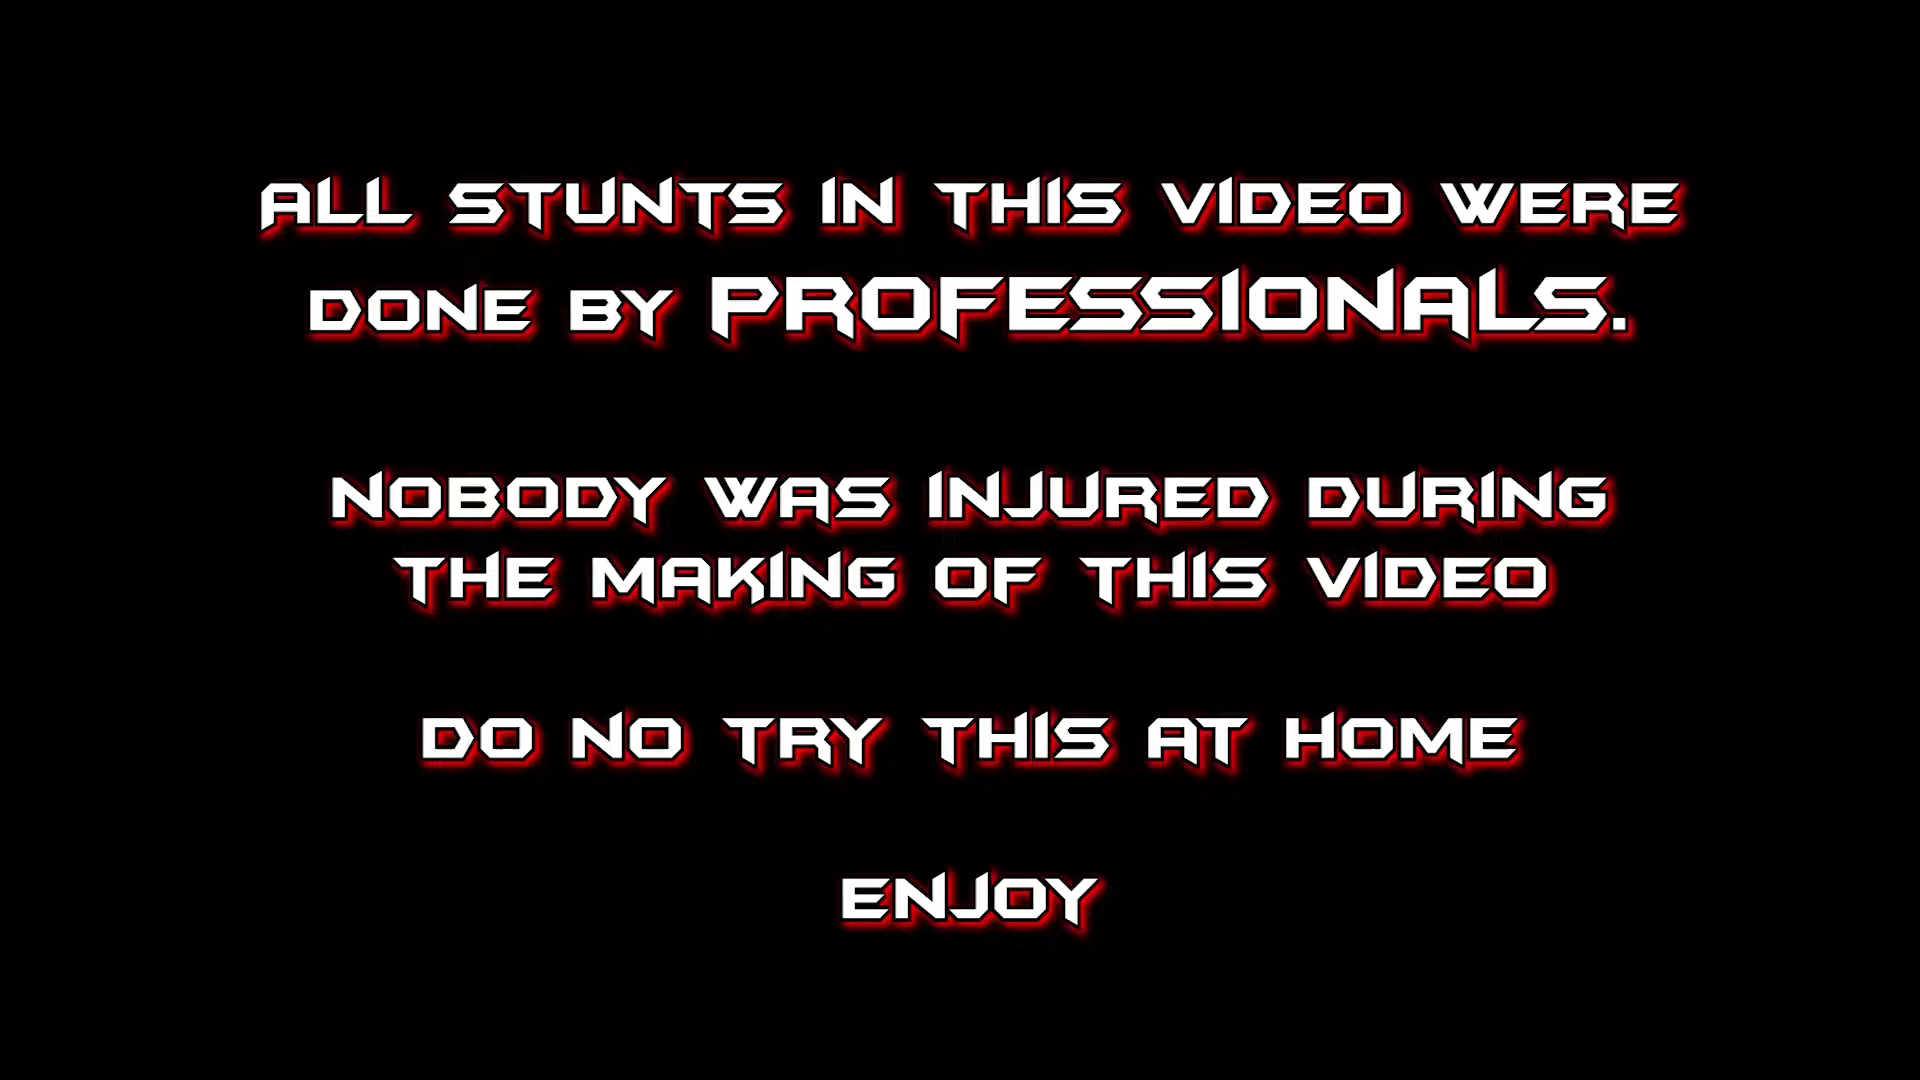 ALL STUNTS IN THIS VIDEO WERE
DONE BY PROFESSIONALS.
NOBODY WAS INJURED DURING
THE MAKING OF THIS VIDEO
DO NO TRY THIS AT HOME
ENJOY